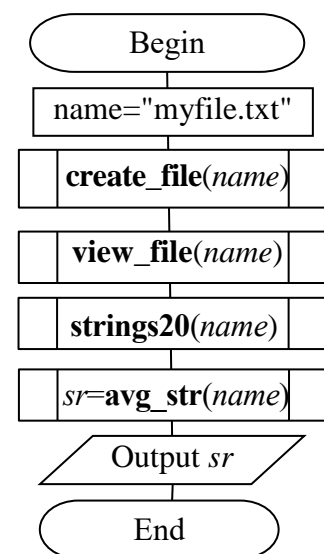 Begin
name="myfile.txt"
create_file(name)
view_file(name)
strings20(name)
sr=avg_str(name)
Output sr
End